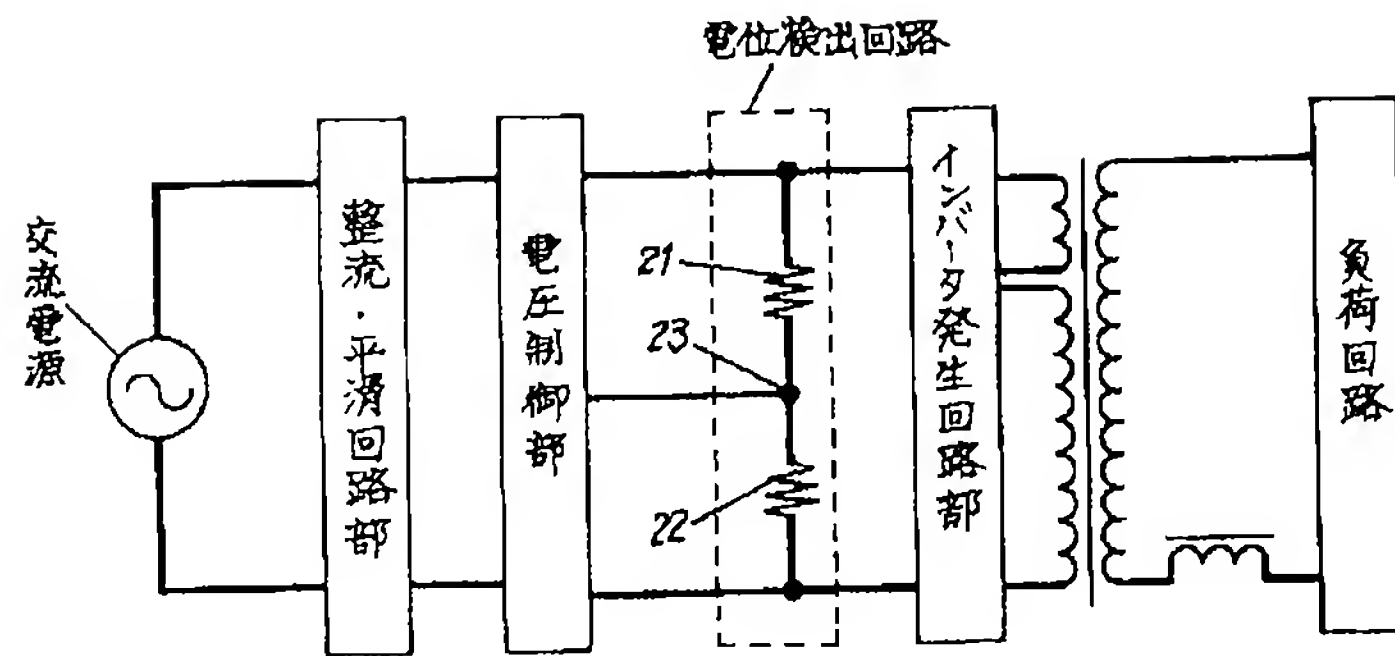 電位検出回路
交流電源
整流・平滑回路部
電圧制御部
21
23
22
インバータ発生回路部
負荷回路